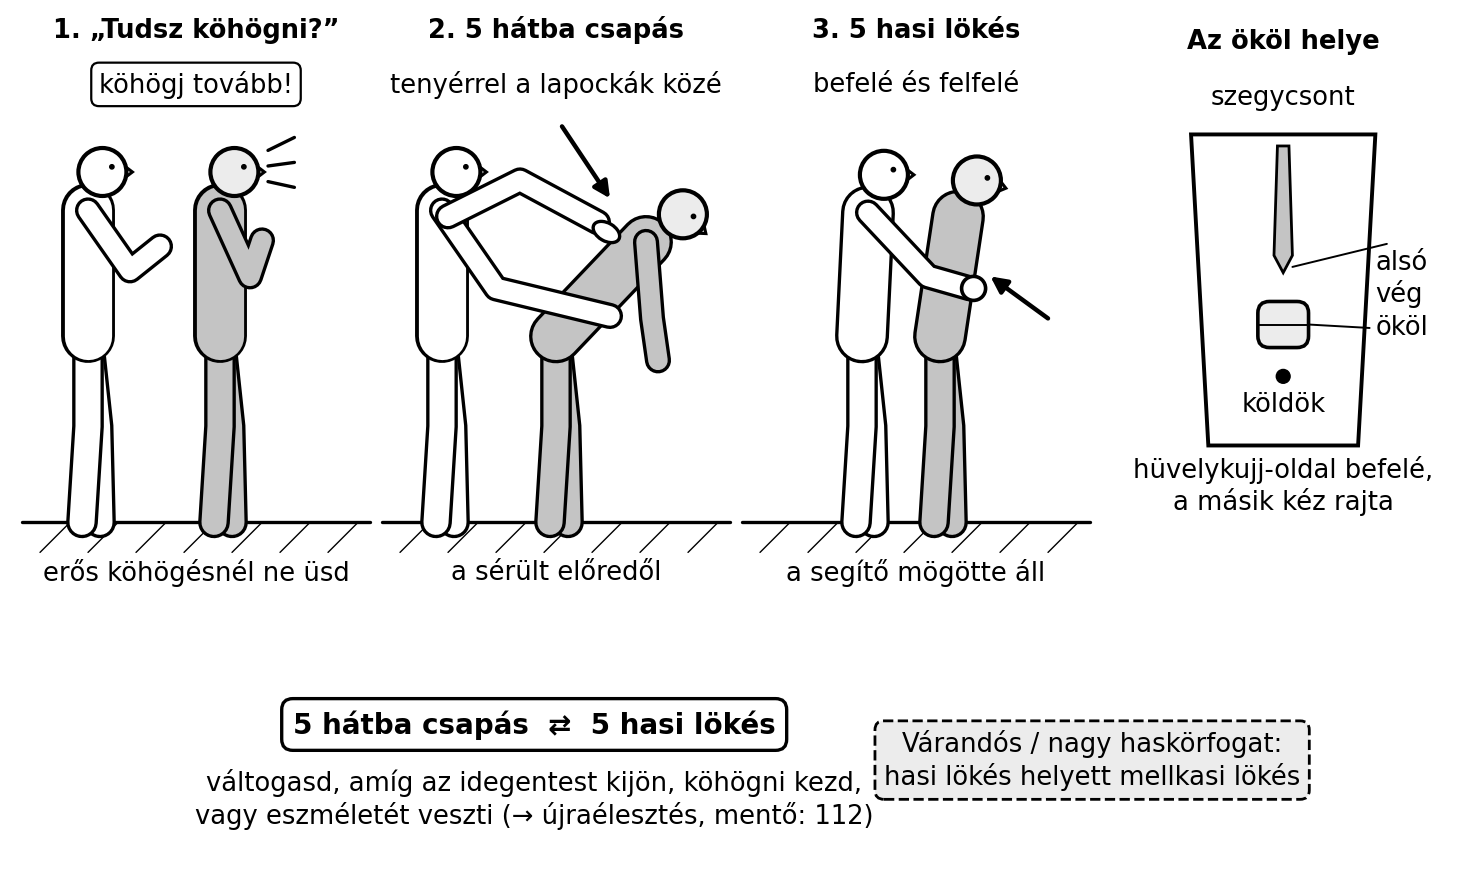 1. „Tudsz köhögni?”
köhögj tovább!
erős köhögésnél ne üsd
2. 5 hátba csapás
tenyérrel a lapockák közé
a sérült előredől
3. 5 hasi lökés
befelé és felfelé
a segítő mögötte áll
Az ököl helye
szegycsont
alsó
vég
ököl
köldök
hüvelykujj-oldal befelé,
a másik kéz rajta
5 hátba csapás ⇄ 5 hasi lökés
váltogasd, amíg az idegentest kijön, köhögni kezd,
vagy eszméletét veszti (→ újraélesztés, mentő: 112)
Várandós / nagy haskörfogat:
hasi lökés helyett mellkasi lökés